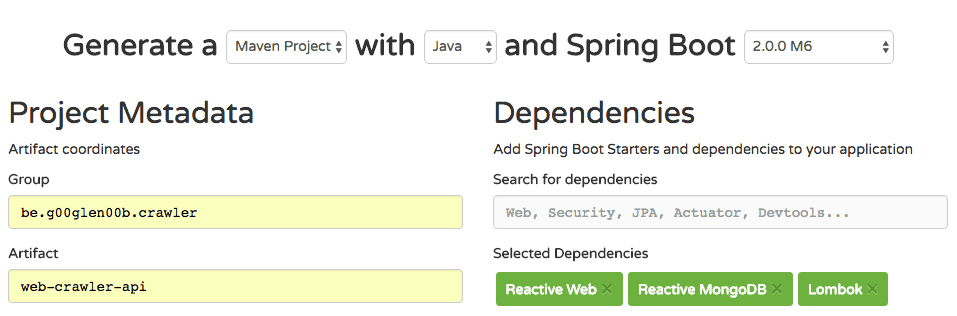 Generate a Maven Project with Java and Spring Boot 2.0.0 M6
Project Metadata
Artifact coordinates
Group
be.g00glen00b.crawler
Artifact
web-crawler-api
Dependencies
Add Spring Boot Starters and dependencies to your application
Search for dependencies
Web, Security, JPA, Actuator, Devtools...
Selected Dependencies
Reactive Web × Reactive MongoDB × Lombok ×